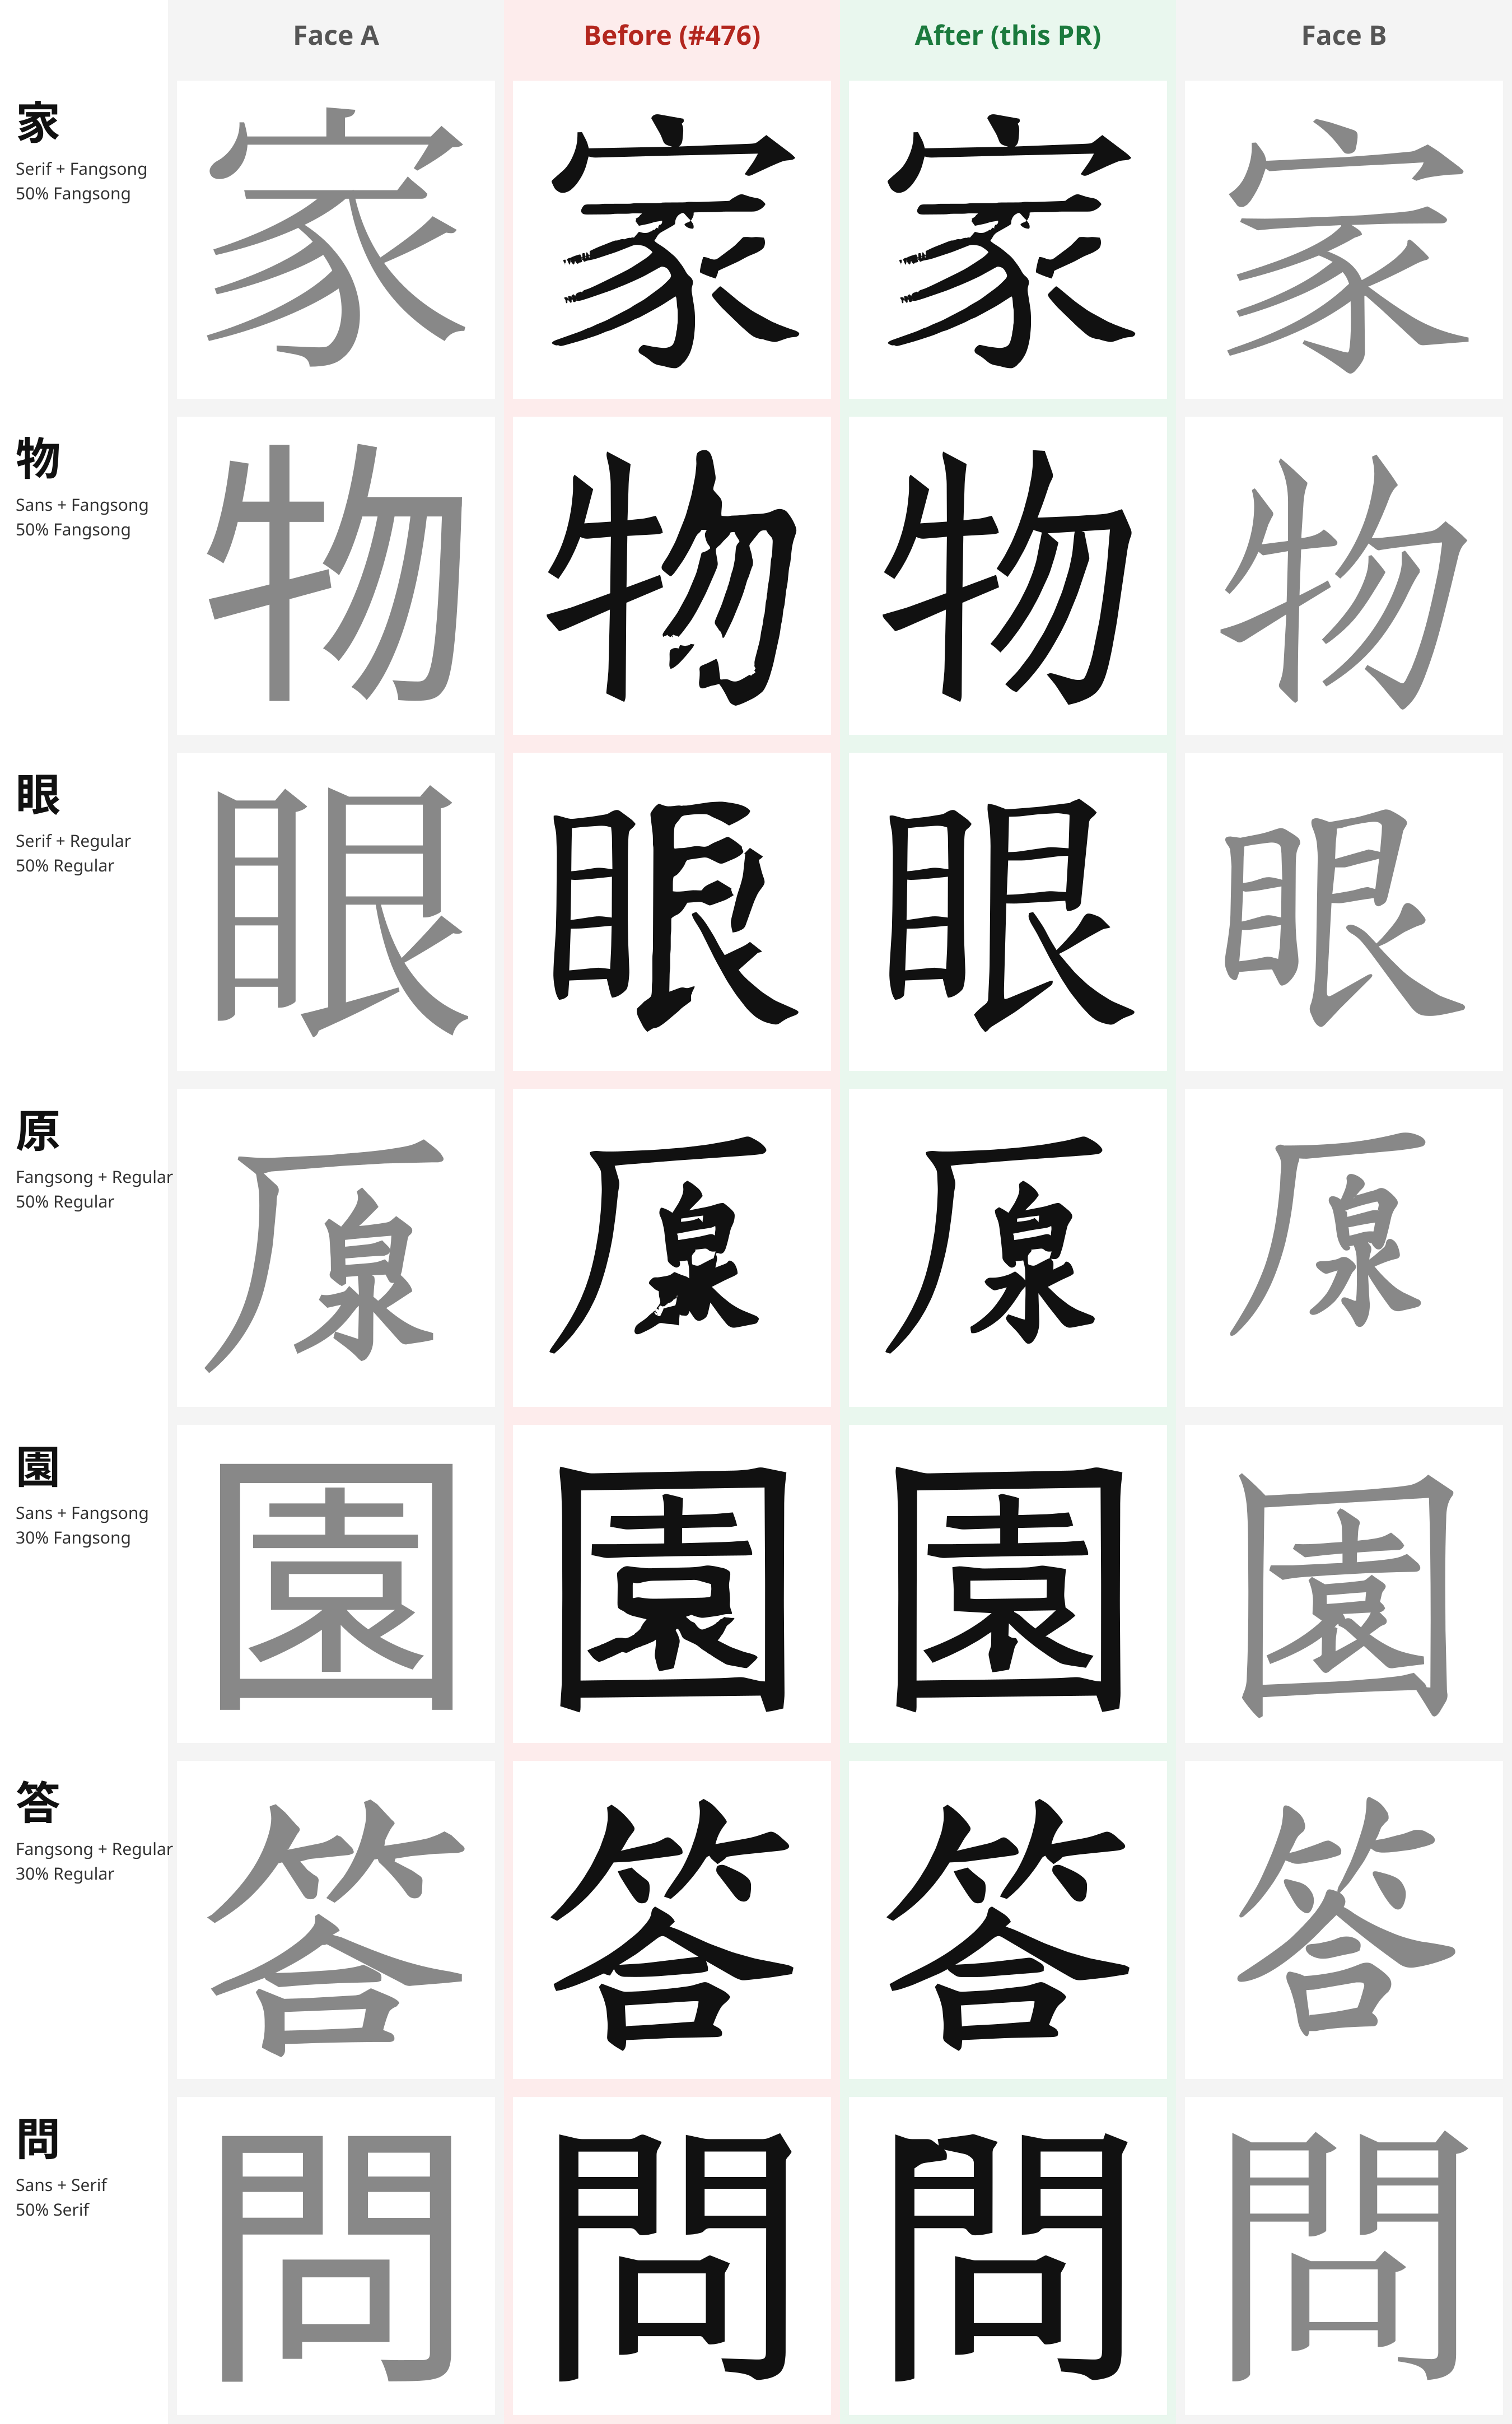 Face A Before (#476) After (this PR) Face B
家
Serif + Fangsong
50% Fangsong
家 家 家 家
物
Sans + Fangsong
50% Fangsong
物 物 物 物
眼
Serif + Regular
50% Regular
眼 眼 眼 眼
原
Fangsong + Regular
50% Regular
原 原 原 原
園
Sans + Fangsong
30% Fangsong
園 園 園 園
答
Fangsong + Regular
30% Regular
答 答 答 答
問
Sans + Serif
50% Serif
問 問 問 問